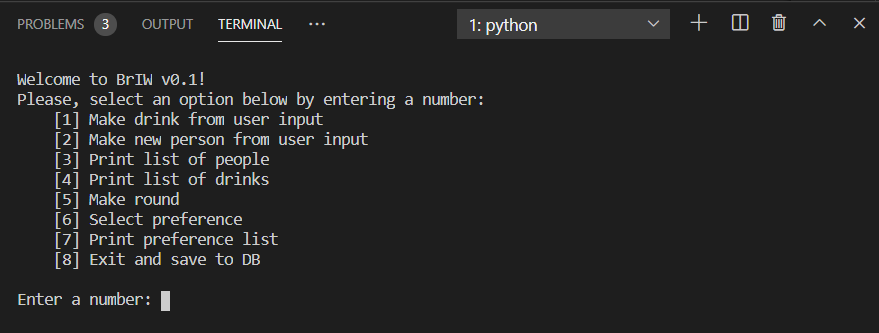 PROBLEMS 3 OUTPUT TERMINAL ... 1: python
Welcome to BrIW v0.1!
Please, select an option below by entering a number:
[1] Make drink from user input
[2] Make new person from user input
[3] Print list of people
[4] Print list of drinks
[5] Make round
[6] Select preference
[7] Print preference list
[8] Exit and save to DB
Enter a number: